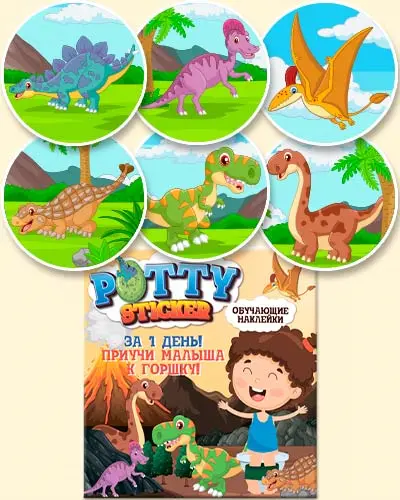 POTTY
STICKER
ОБУЧАЮЩИЕ
НАКЛЕЙКИ
ЗА 1 ДЕНЬ!
ПРИУЧИ МАЛЫША
К ГОРШКУ!